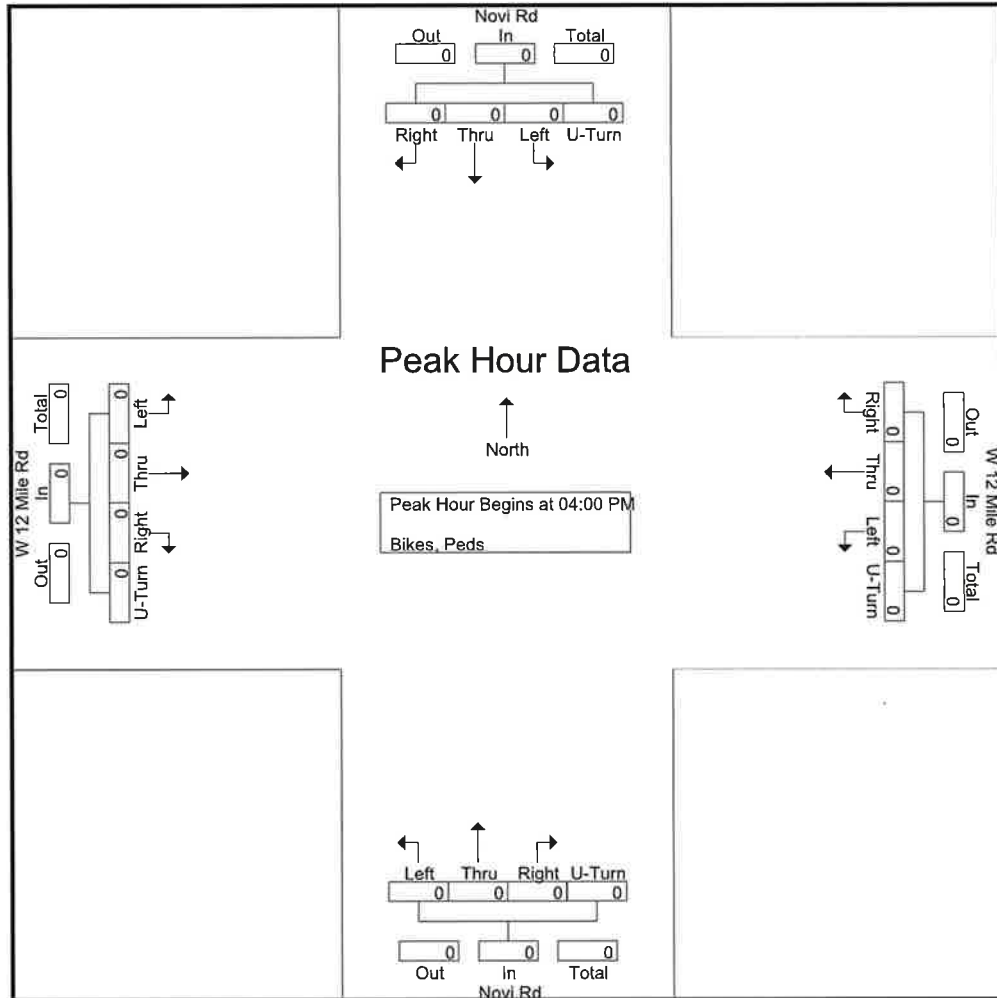 Novi Rd
Out In Total
0 0 0
0 0 0 0
Right Thru Left U-Turn
Peak Hour Data
North
Peak Hour Begins at 04:00 PM
Bikes, Peds
W 12 Mile Rd
Out In Total
0 0 0
0 0 0 0
U-Turn Right Thru Left
W 12 Mile Rd
Out In Total
0 0 0
0 0 0 0
Right Thru Left U-Turn
Left Thru Right U-Turn
0 0 0 0
0 0 0
Out In Total
Novi Rd